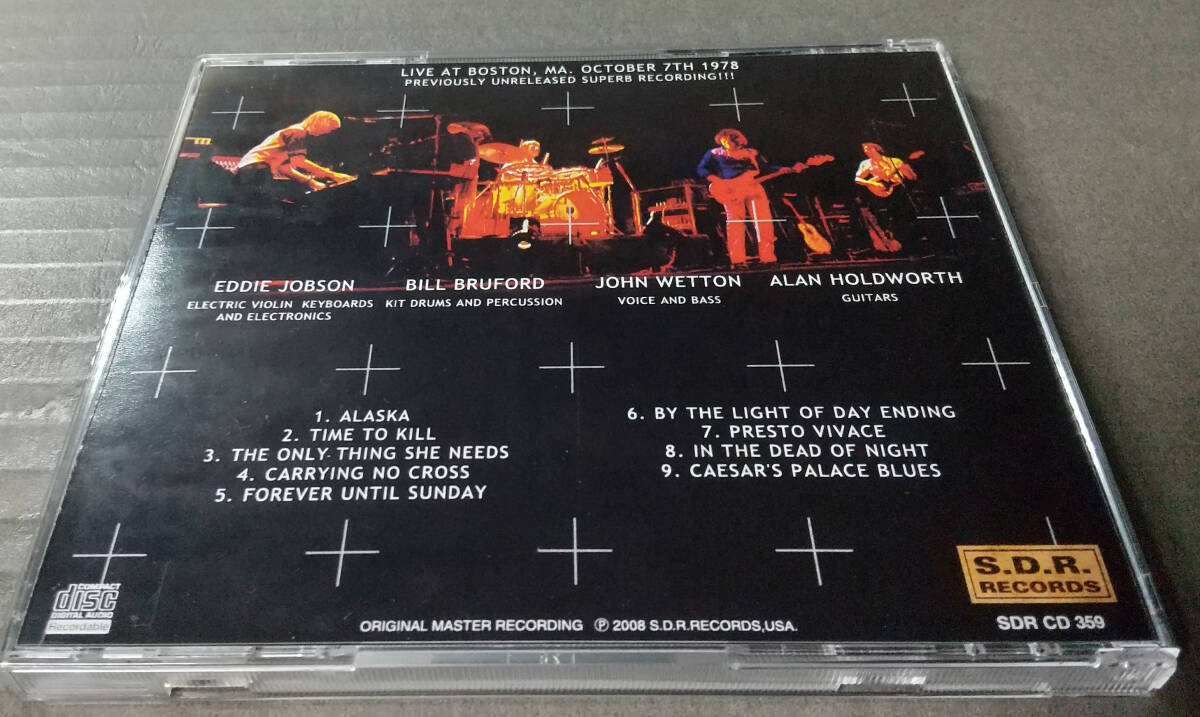 LIVE AT BOSTON, MA. OCTOBER 7TH 1978
PREVIOUSLY UNRELEASED SUPERB RECORDING!!!
EDDIE JOBSON
ELECTRIC VIOLIN KEYBOARDS
AND ELECTRONICS
BILL BRUFORD
KIT DRUMS AND PERCUSSION
JOHN WETTON
VOICE AND BASS
ALAN HOLDWORTH
GUITARS
1. ALASKA
2. TIME TO KILL
3. THE ONLY THING SHE NEEDS
4. CARRYING NO CROSS
5. FOREVER UNTIL SUNDAY
6. BY THE LIGHT OF DAY ENDING
7. PRESTO VIVACE
8. IN THE DEAD OF NIGHT
9. CAESAR'S PALACE BLUES
COMPACT
disc
DIGITAL AUDIO
Recordable
ORIGINAL MASTER RECORDING ℗ 2008 S.D.R.RECORDS,USA.
S.D.R.
RECORDS
SDR CD 359